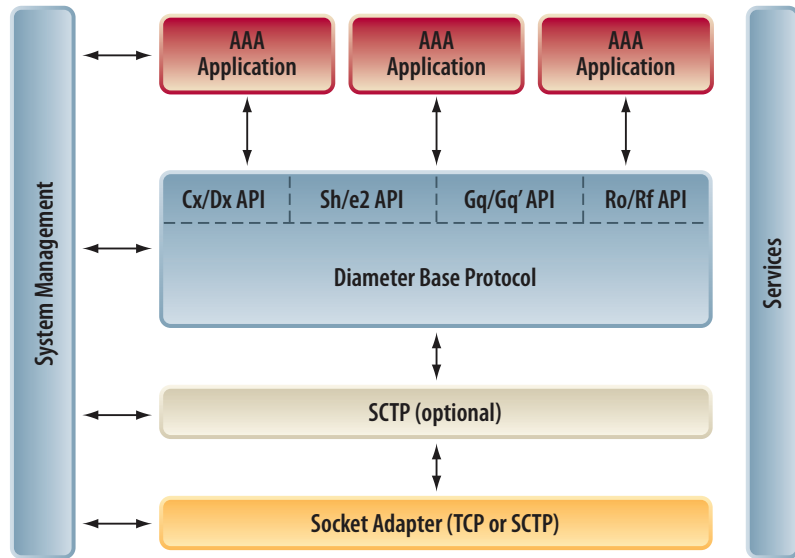 System Management
AAA
Application
AAA
Application
AAA
Application
Cx/Dx API
Sh/e2 API
Gq/Gq’ API
Ro/Rf API
Diameter Base Protocol
SCTP (optional)
Socket Adapter (TCP or SCTP)
Services